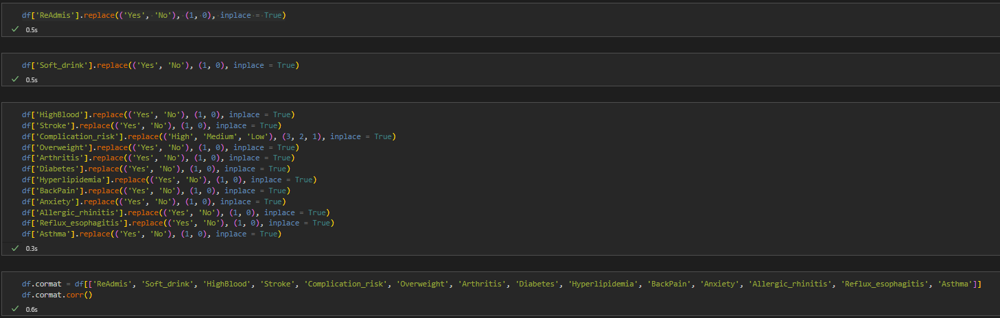 df['ReAdmis'].replace(('Yes', 'No'), (1, 0), inplace = True)
0.5s
df['Soft_drink'].replace(('Yes', 'No'), (1, 0), inplace = True)
0.5s
df['HighBlood'].replace(('Yes', 'No'), (1, 0), inplace = True)
df['Stroke'].replace(('Yes', 'No'), (1, 0), inplace = True)
df['Complication_risk'].replace(('High', 'Medium', 'Low'), (3, 2, 1), inplace = True)
df['Overweight'].replace(('Yes', 'No'), (1, 0), inplace = True)
df['Arthritis'].replace(('Yes', 'No'), (1, 0), inplace = True)
df['Diabetes'].replace(('Yes', 'No'), (1, 0), inplace = True)
df['Hyperlipidemia'].replace(('Yes', 'No'), (1, 0), inplace = True)
df['BackPain'].replace(('Yes', 'No'), (1, 0), inplace = True)
df['Anxiety'].replace(('Yes', 'No'), (1, 0), inplace = True)
df['Allergic_rhinitis'].replace(('Yes', 'No'), (1, 0), inplace = True)
df['Reflux_esophagitis'].replace(('Yes', 'No'), (1, 0), inplace = True)
df['Asthma'].replace(('Yes', 'No'), (1, 0), inplace = True)
0.3s
df.cormat = df[['ReAdmis', 'Soft_drink', 'HighBlood', 'Stroke', 'Complication_risk', 'Overweight', 'Arthritis', 'Diabetes', 'Hyperlipidemia', 'BackPain', 'Anxiety', 'Allergic_rhinitis', 'Reflux_esophagitis', 'Asthma']]
df.cormat.corr()
0.6s